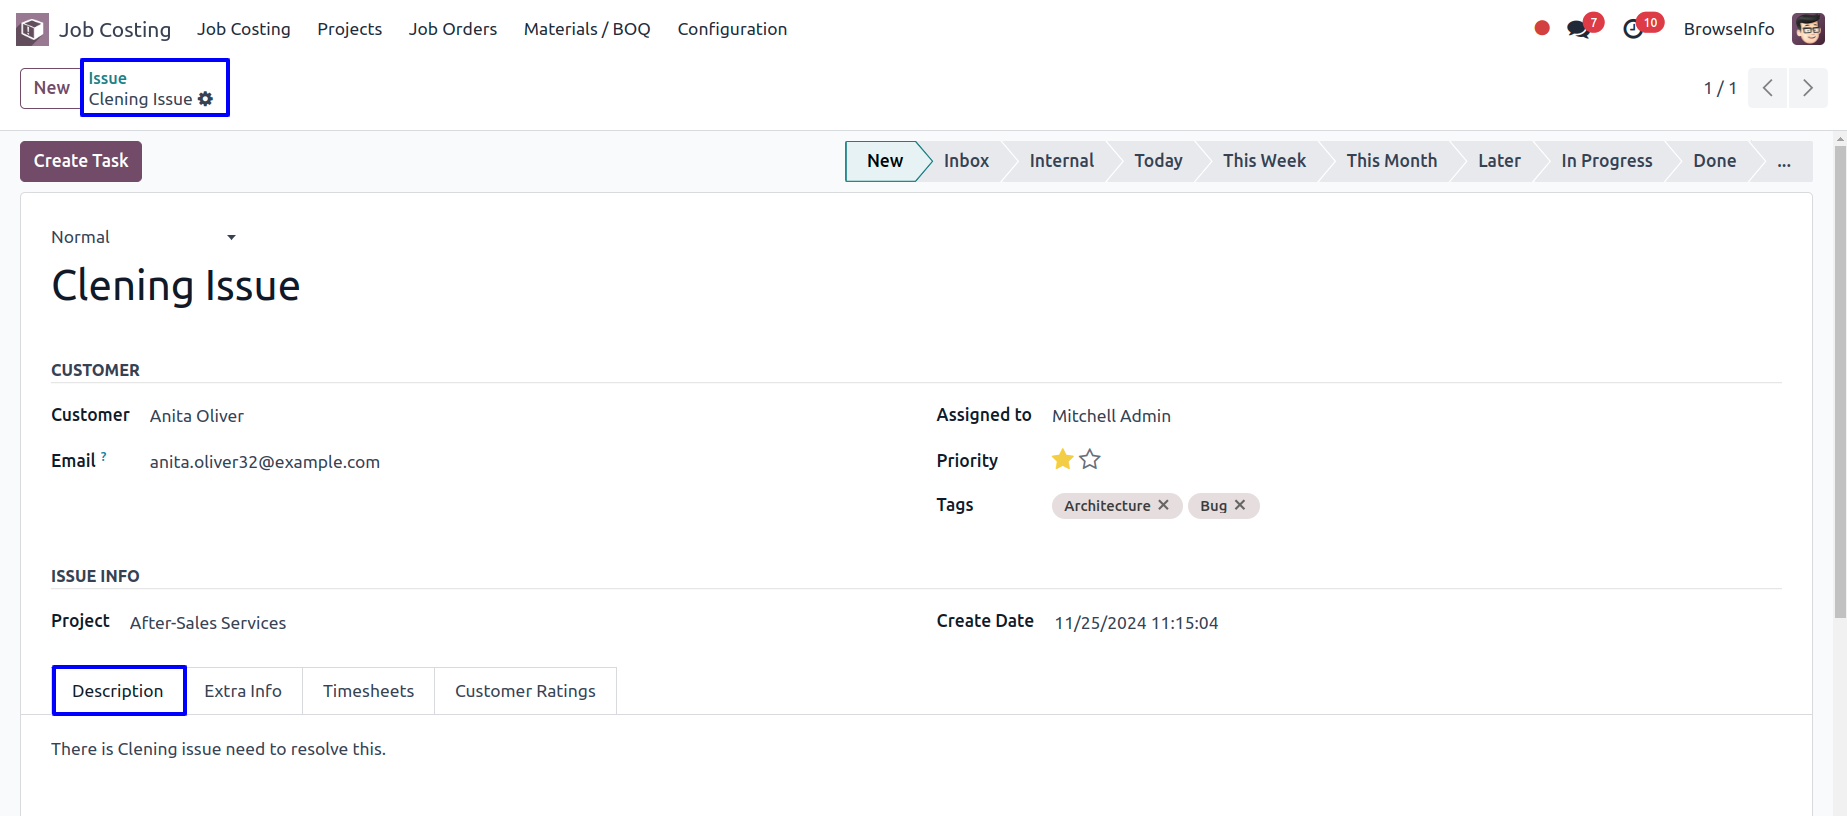 Job Costing Job Costing Projects Job Orders Materials / BOQ Configuration 7 10 BrowseInfo
New Issue
Clening Issue 1 / 1
Create Task New Inbox Internal Today This Week This Month Later In Progress Done ...
Normal
Clening Issue
CUSTOMER
Customer Anita Oliver Assigned to Mitchell Admin
Email ? anita.oliver32@example.com Priority
Tags Architecture ✕ Bug ✕
ISSUE INFO
Project After-Sales Services Create Date 11/25/2024 11:15:04
Description Extra Info Timesheets Customer Ratings
There is Clening issue need to resolve this.